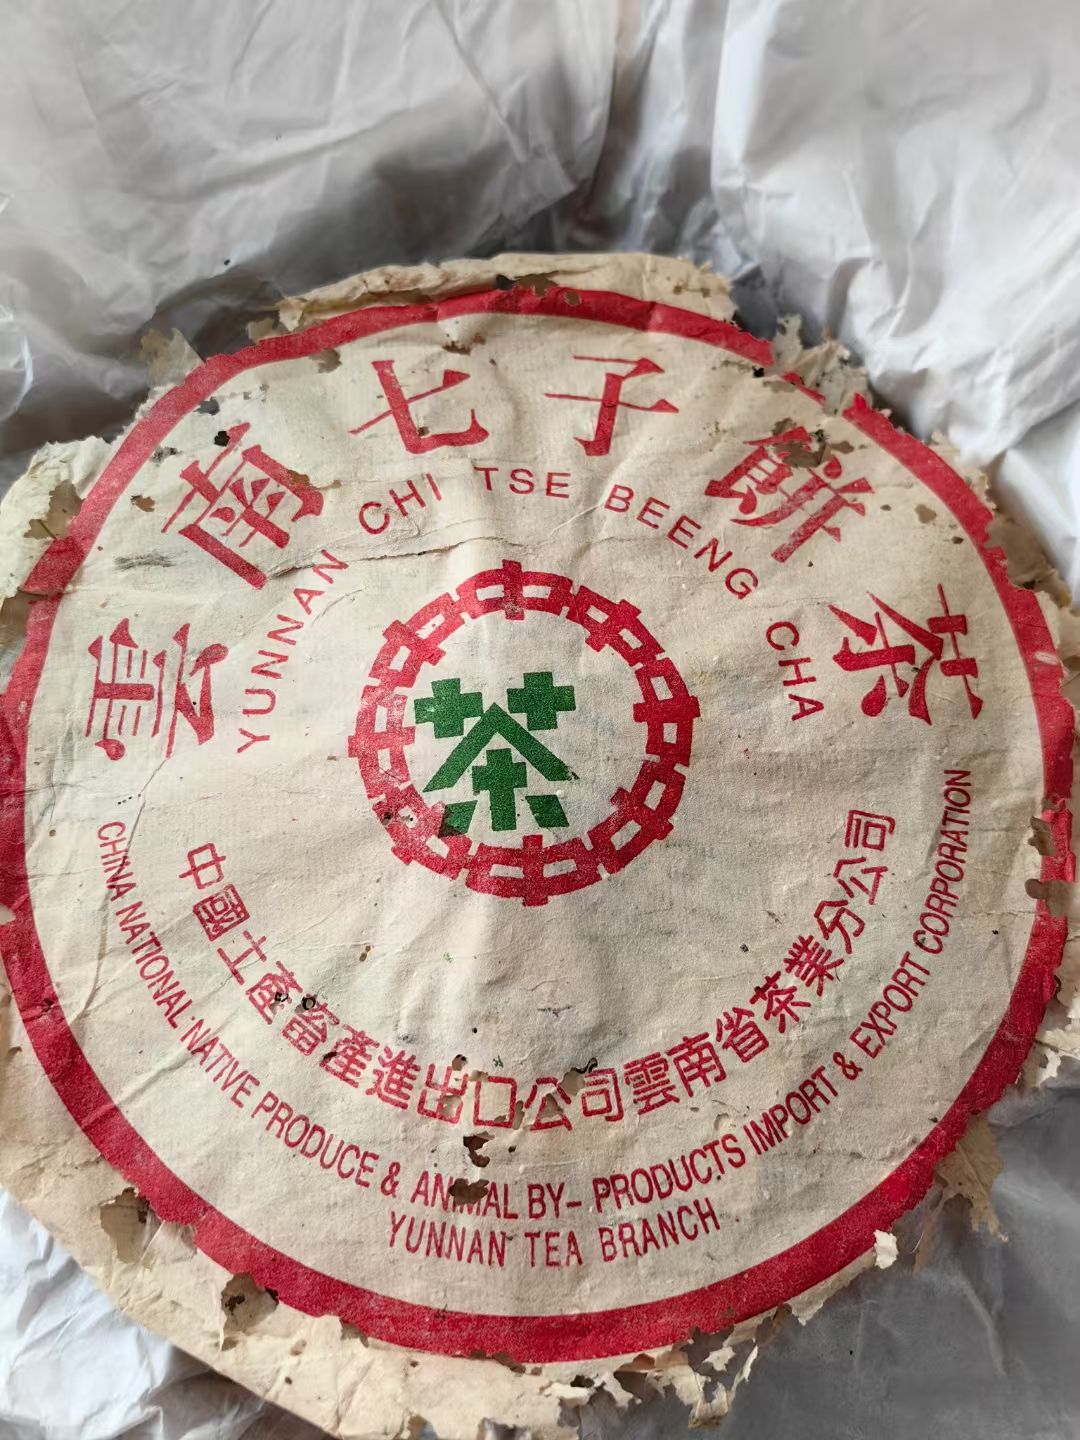 雲南七子餅茶
YUNNAN CHI TSE BEENG CHA
茶
中國土產畜產進出口公司雲南省茶業分公司
CHINA NATIONAL NATIVE PRODUCE & ANIMAL BY- PRODUCTS IMPORT & EXPORT CORPORATION
YUNNAN TEA BRANCH